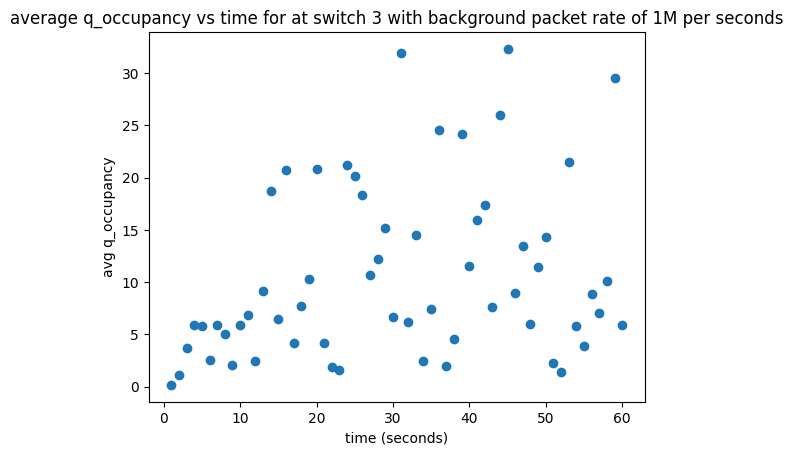 average q_occupancy vs time for at switch 3 with background packet rate of 1M per seconds
avg q_occupancy
30
25
20
15
10
5
0
0 10 20 30 40 50 60
time (seconds)